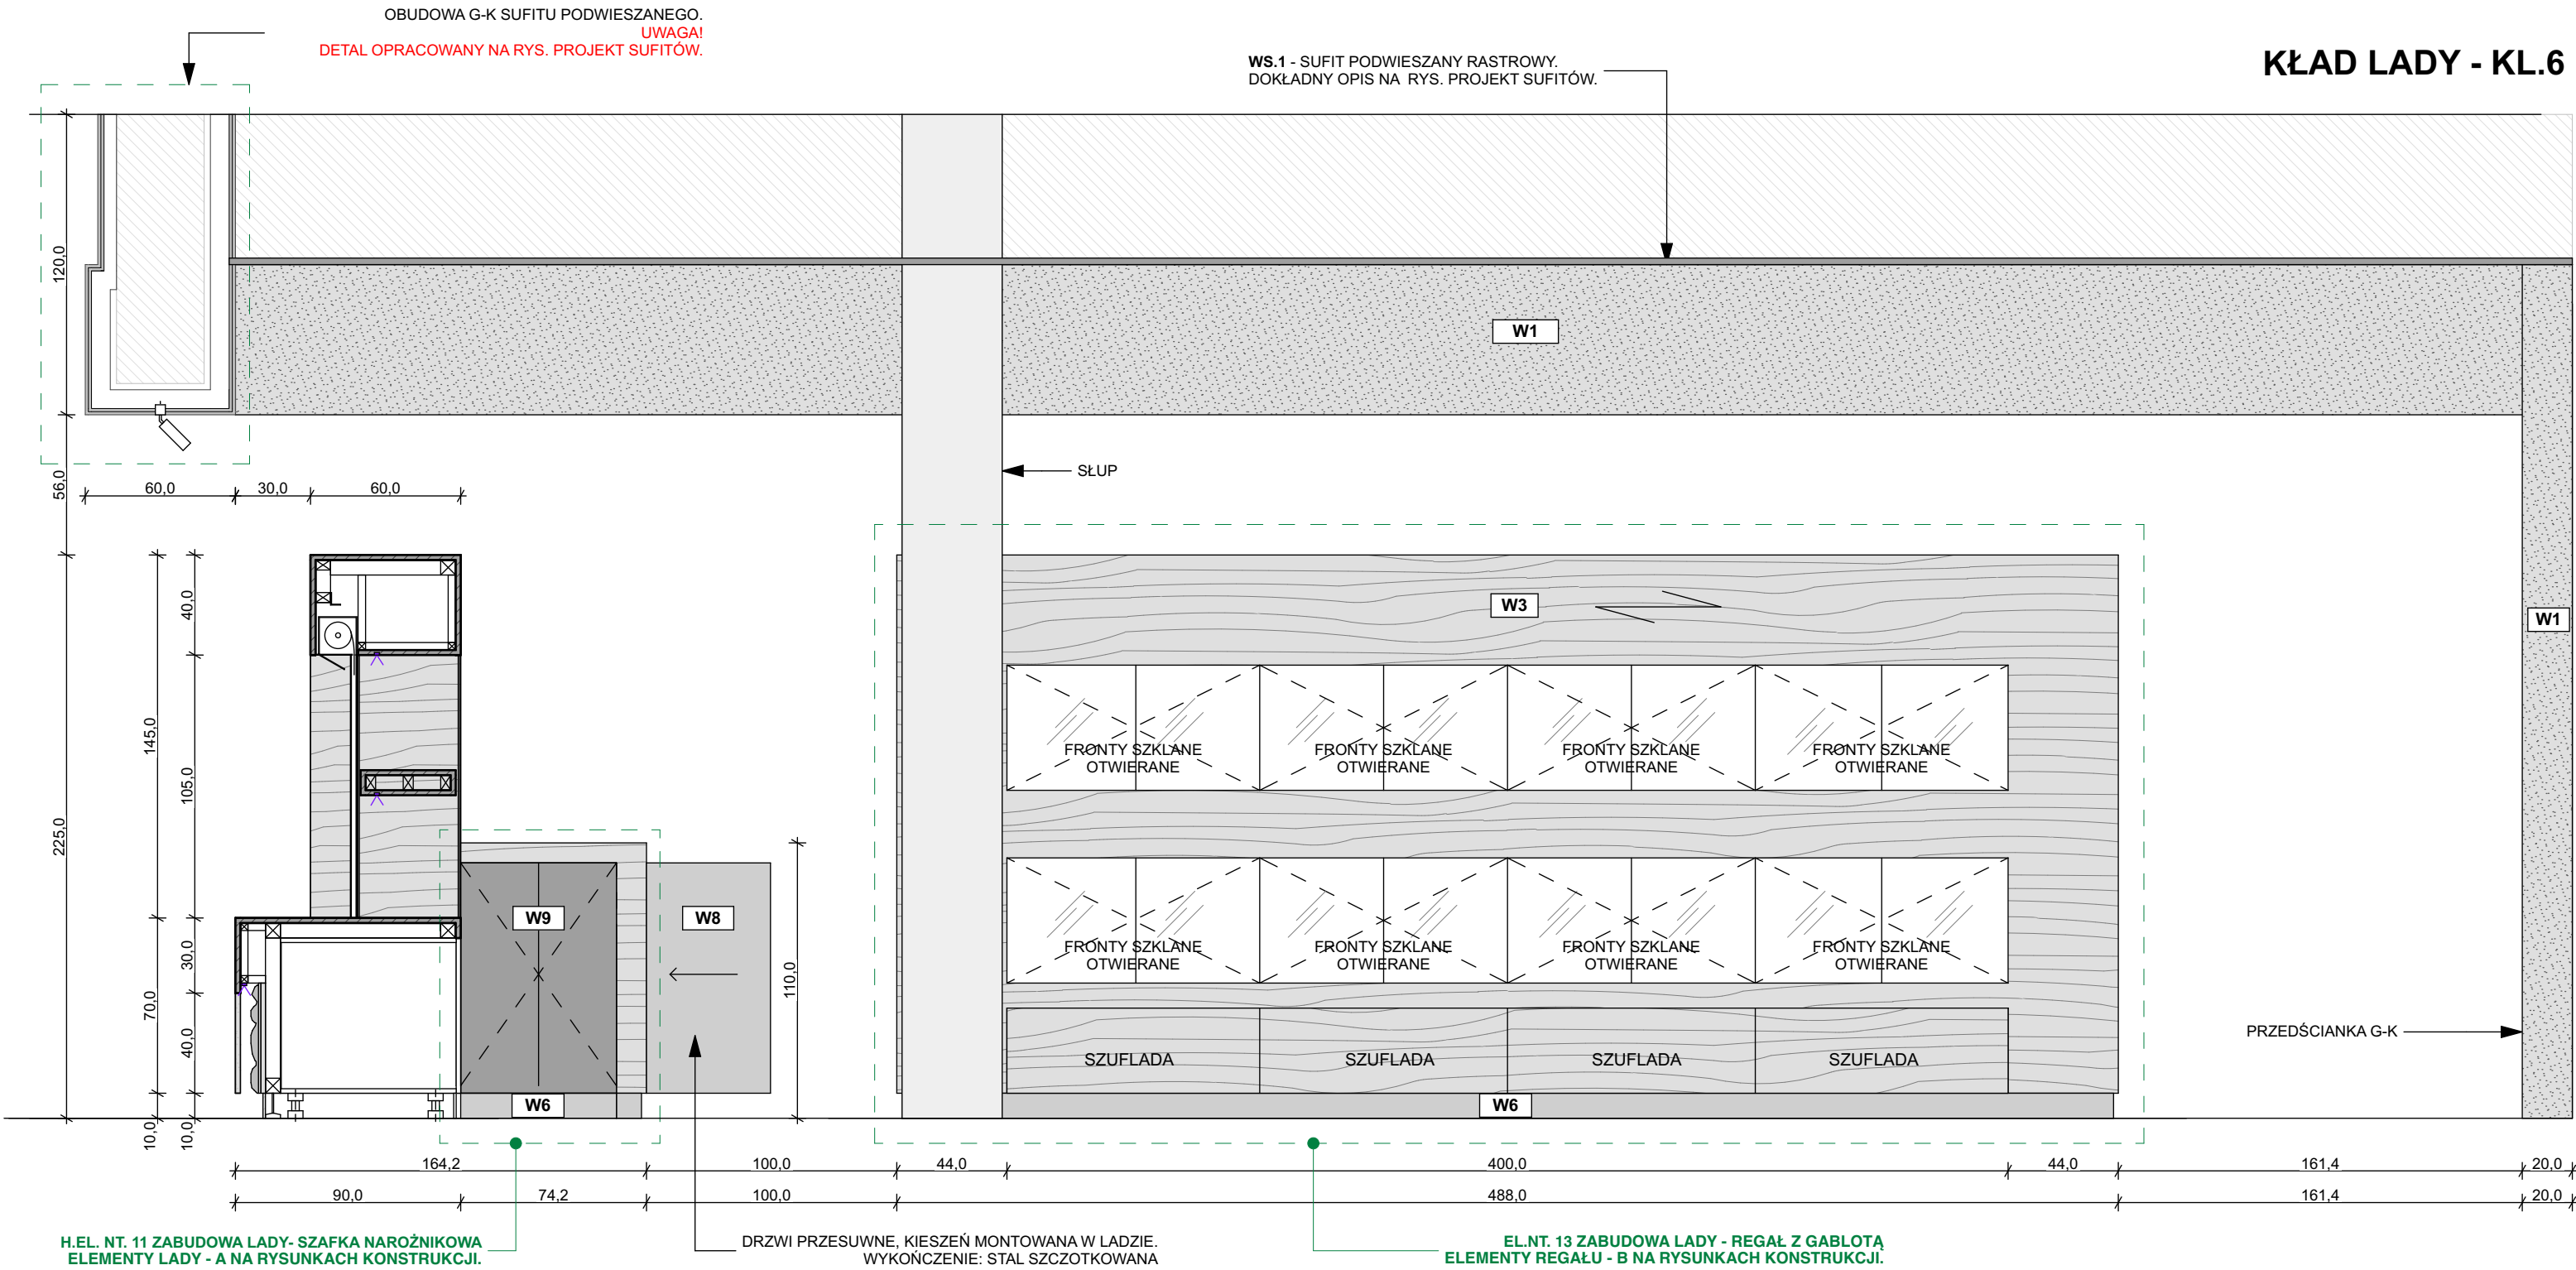 OBUDOWA G-K SUFITU PODWIESZANEGO.
UWAGA!
DETAL OPRACOWANY NA RYS. PROJEKT SUFITÓW.
WS.1 - SUFIT PODWIESZANY RASTROWY.
DOKŁADNY OPIS NA RYS. PROJEKT SUFITÓW.
KŁAD LADY - KL.6
120,0
W1
56,0
60,0
30,0
60,0
SŁUP
40,0
W3
W1
145,0
105,0
225,0
FRONTY SZKLANE
OTWIERANE
FRONTY SZKLANE
OTWIERANE
FRONTY SZKLANE
OTWIERANE
FRONTY SZKLANE
OTWIERANE
W9
W8
30,0
70,0
40,0
110,0
FRONTY SZKLANE
OTWIERANE
FRONTY SZKLANE
OTWIERANE
FRONTY SZKLANE
OTWIERANE
FRONTY SZKLANE
OTWIERANE
PRZEDŚCIANKA G-K
SZUFLADA
SZUFLADA
SZUFLADA
SZUFLADA
10,0
10,0
W6
W6
164,2
100,0
44,0
400,0
44,0
161,4
20,0
90,0
74,2
100,0
488,0
161,4
20,0
H.EL. NT. 11 ZABUDOWA LADY- SZAFKA NAROŻNIKOWA
ELEMENTY LADY - A NA RYSUNKACH KONSTRUKCJI.
DRZWI PRZESUWNE, KIESZEŃ MONTOWANA W LADZIE.
WYKOŃCZENIE: STAL SZCZOTKOWANA
EL.NT. 13 ZABUDOWA LADY - REGAŁ Z GABLOTĄ
ELEMENTY REGAŁU - B NA RYSUNKACH KONSTRUKCJI.